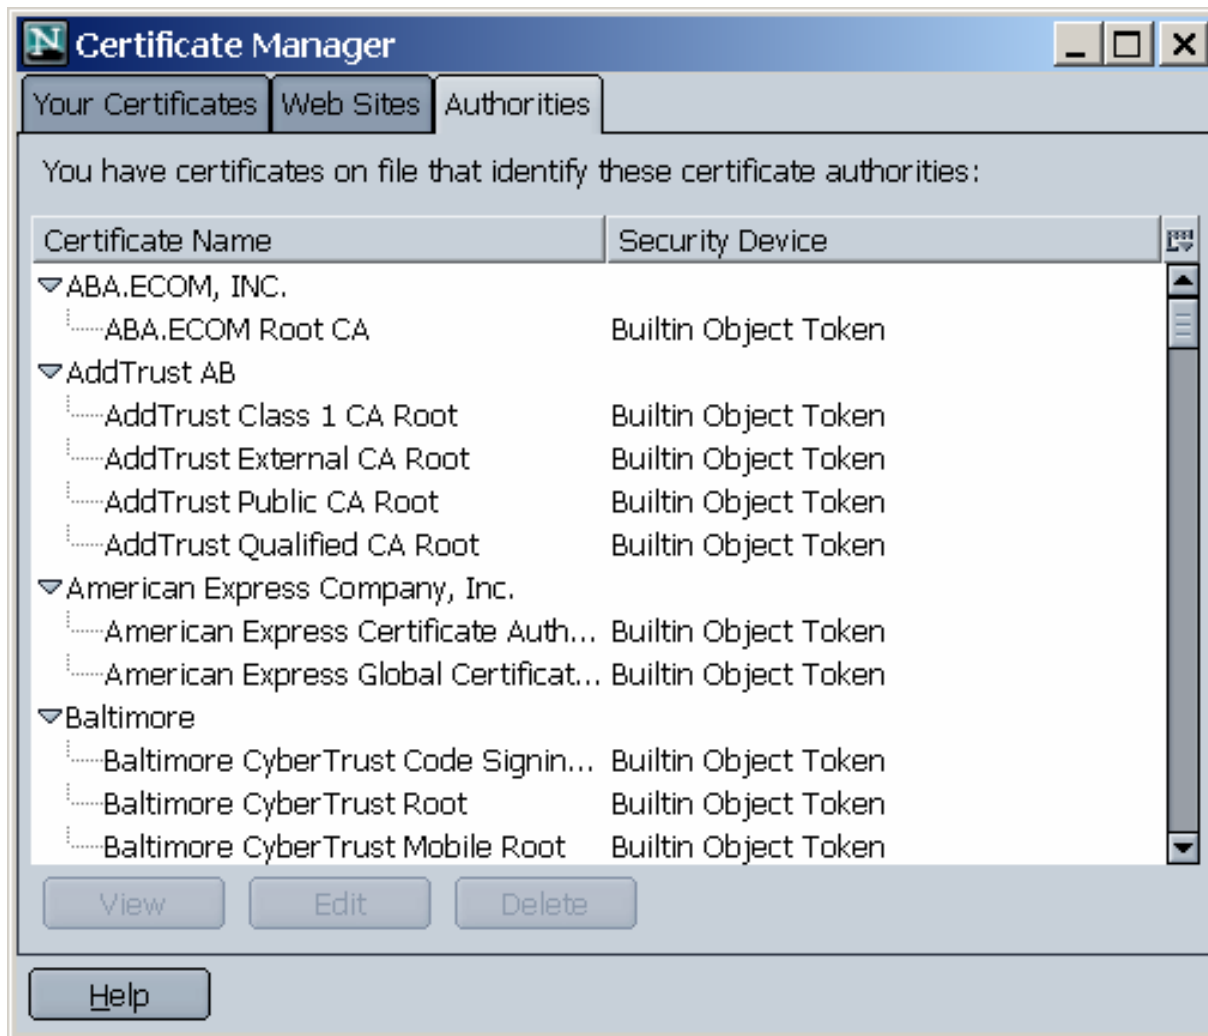 N Certificate Manager
Your Certificates Web Sites Authorities
You have certificates on file that identify these certificate authorities:
Certificate Name Security Device
ABA.ECOM, INC.
ABA.ECOM Root CA Builtin Object Token
AddTrust AB
AddTrust Class 1 CA Root Builtin Object Token
AddTrust External CA Root Builtin Object Token
AddTrust Public CA Root Builtin Object Token
AddTrust Qualified CA Root Builtin Object Token
American Express Company, Inc.
American Express Certificate Auth... Builtin Object Token
American Express Global Certificat... Builtin Object Token
Baltimore
Baltimore CyberTrust Code Signin... Builtin Object Token
Baltimore CyberTrust Root Builtin Object Token
Baltimore CyberTrust Mobile Root Builtin Object Token
View Edit Delete
Help